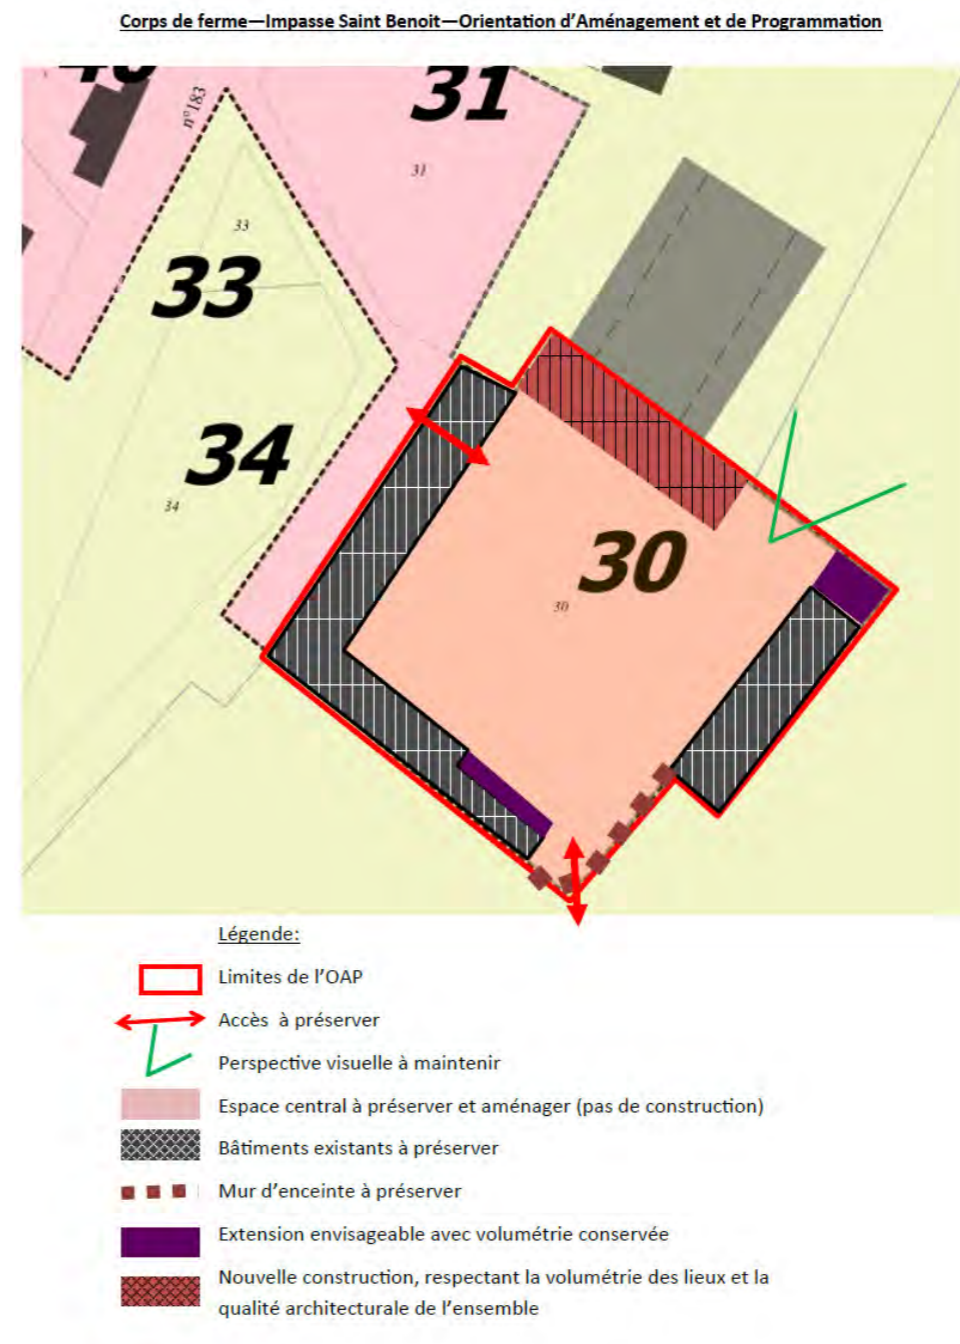 Corps de ferme—Impasse Saint Benoit—Orientation d'Aménagement et de Programmation
31
n°183
31
33
33
34
34
30
30
Légende:
Limites de l'OAP
Accès à préserver
Perspective visuelle à maintenir
Espace central à préserver et aménager (pas de construction)
Bâtiments existants à préserver
Mur d'enceinte à préserver
Extension envisageable avec volumétrie conservée
Nouvelle construction, respectant la volumétrie des lieux et la
qualité architecturale de l'ensemble